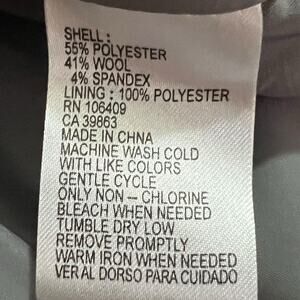 SHELL :
55% POLYESTER
41% WOOL
4% SPANDEX
LINING : 100% POLYESTER
RN 106409
CA 39863
MADE IN CHINA
MACHINE WASH COLD
WITH LIKE COLORS
GENTLE CYCLE
ONLY NON – CHLORINE
BLEACH WHEN NEEDED
TUMBLE DRY LOW
REMOVE PROMPTLY
WARM IRON WHEN NEEDED
VER AL DORSO PARA CUIDADO